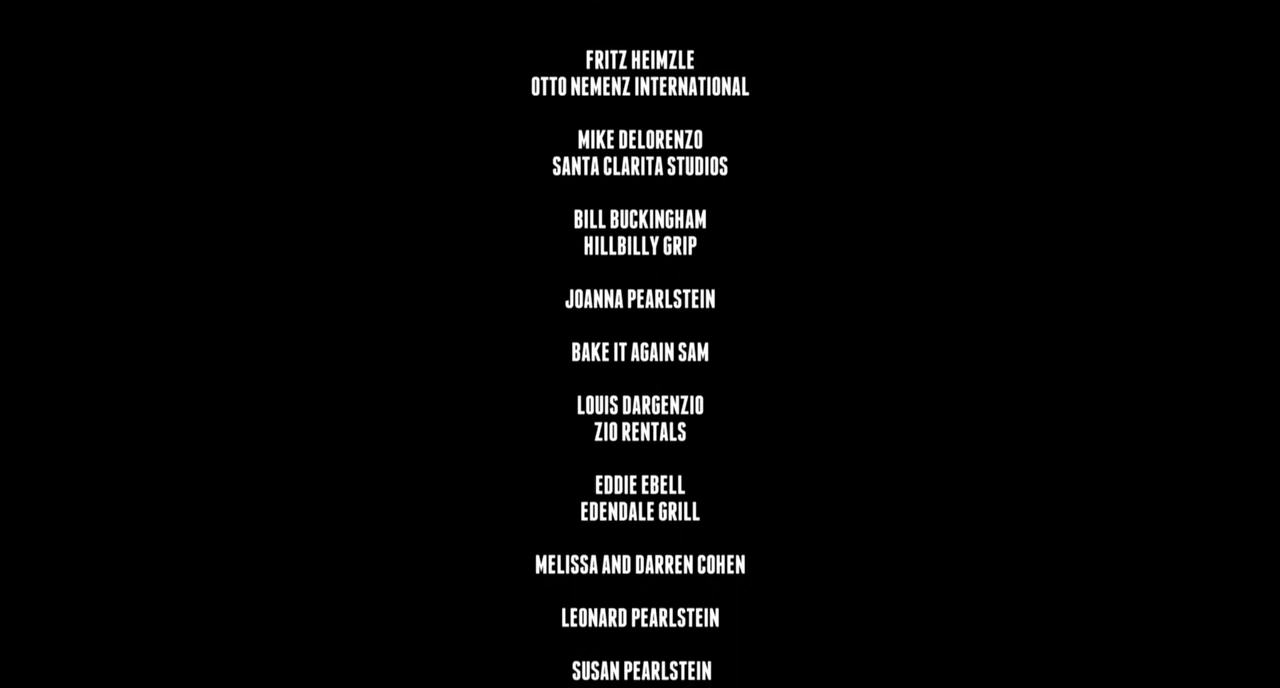 FRITZ HEIMZLE
OTTO NEMENZ INTERNATIONAL
MIKE DELORENZO
SANTA CLARITA STUDIOS
BILL BUCKINGHAM
HILLBILLY GRIP
JOANNA PEARLSTEIN
BAKE IT AGAIN SAM
LOUIS DARGENZIO
ZIO RENTALS
EDDIE EBELL
EDENDALE GRILL
MELISSA AND DARREN COHEN
LEONARD PEARLSTEIN
SUSAN PEARLSTEIN